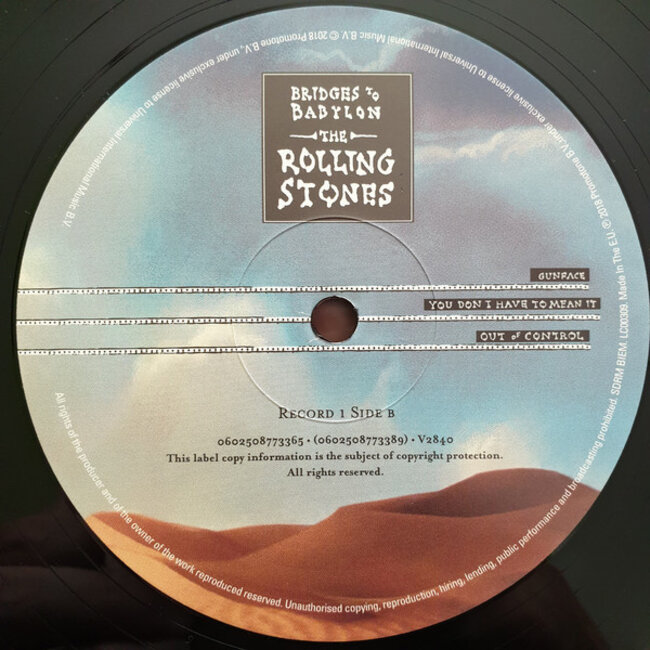 BRIDGES TO
BABYLON
THE
ROLLING
STONES
GUNFACE
YOU DON'T HAVE TO MEAN IT
OUT OF CONTROL
RECORD 1 SIDE B
0602508773365 • (0602508773389) • V2840
This label copy information is the subject of copyright protection.
All rights reserved.
All rights of the producer and of the owner of the work reproduced reserved. Unauthorised copying, reproduction, hiring, lending, public performance and broadcasting prohibited. SDRM BIEM. LC00309. Made In The E.U. ℗ 2018 Promotone B.V. under exclusive license to Universal International Music B.V. © 2018 Promotone B.V., under exclusive license to Universal International Music B.V